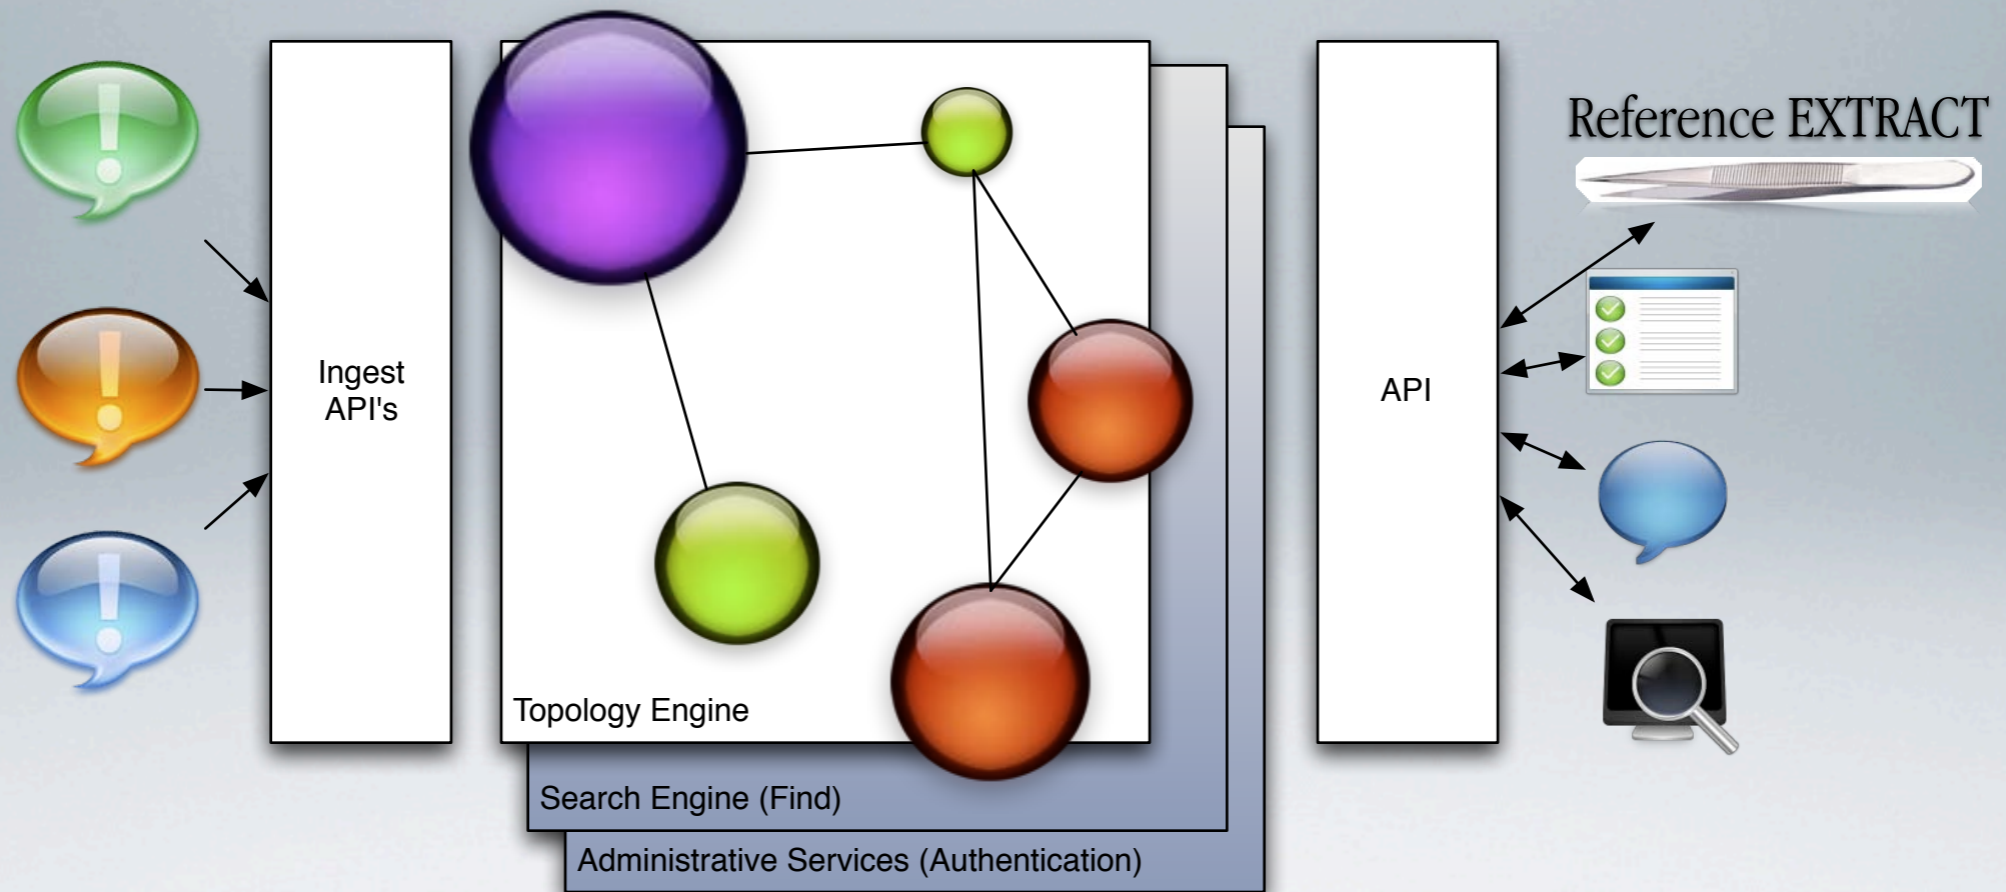 Ingest
API's
Topology Engine
Search Engine (Find)
Administrative Services (Authentication)
API
Reference EXTRACT